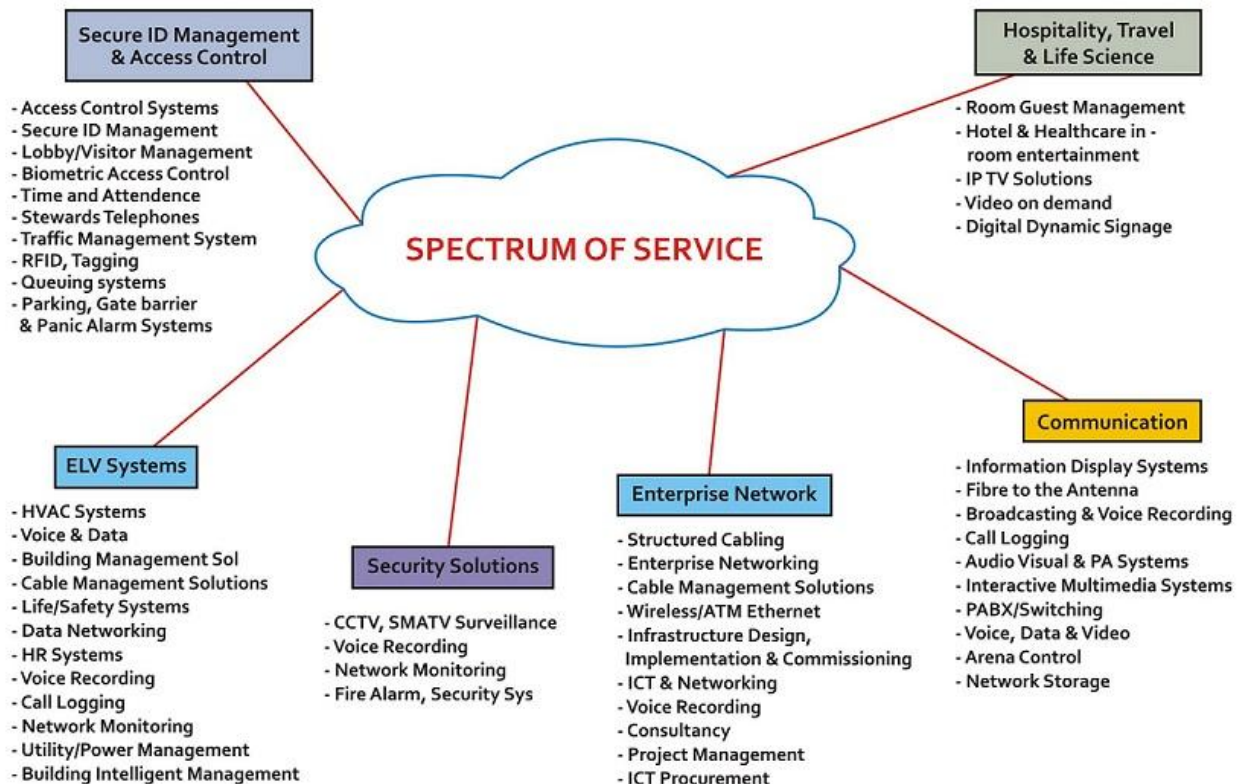 Secure ID Management
& Access Control
- Access Control Systems
- Secure ID Management
- Lobby/Visitor Management
- Biometric Access Control
- Time and Attendence
- Stewards Telephones
- Traffic Management System
- RFID, Tagging
- Queuing systems
- Parking, Gate barrier
& Panic Alarm Systems
Hospitality, Travel
& Life Science
- Room Guest Management
- Hotel & Healthcare in -
room entertainment
- IP TV Solutions
- Video on demand
- Digital Dynamic Signage
SPECTRUM OF SERVICE
ELV Systems
- HVAC Systems
- Voice & Data
- Building Management Sol
- Cable Management Solutions
- Life/Safety Systems
- Data Networking
- HR Systems
- Voice Recording
- Call Logging
- Network Monitoring
- Utility/Power Management
- Building Intelligent Management
Security Solutions
- CCTV, SMATV Surveillance
- Voice Recording
- Network Monitoring
- Fire Alarm, Security Sys
Enterprise Network
- Structured Cabling
- Enterprise Networking
- Cable Management Solutions
- Wireless/ATM Ethernet
- Infrastructure Design,
Implementation & Commissioning
- ICT & Networking
- Voice Recording
- Consultancy
- Project Management
- ICT Procurement
Communication
- Information Display Systems
- Fibre to the Antenna
- Broadcasting & Voice Recording
- Call Logging
- Audio Visual & PA Systems
- Interactive Multimedia Systems
- PABX/Switching
- Voice, Data & Video
- Arena Control
- Network Storage